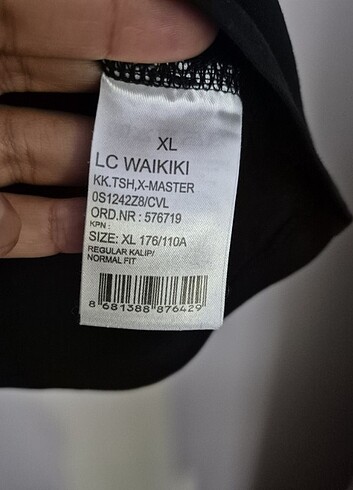 XL
LC WAIKIKI
KK.TSH,X-MASTER
0S1242Z8/CVL
ORD.NR : 576719
KPN :
SIZE: XL 176/110A
REGULAR KALIP/
NORMAL FIT
8 681388 876429